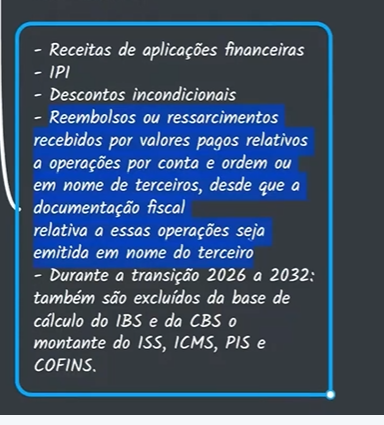 - Receitas de aplicações financeiras
- IPI
- Descontos incondicionais
- Reembolsos ou ressarcimentos
recebidos por valores pagos relativos
a operações por conta e ordem ou
em nome de terceiros, desde que a
documentação fiscal
relativa a essas operações seja
emitida em nome do terceiro
- Durante a transição 2026 a 2032:
também são excluídos da base de
cálculo do IBS e da CBS o
montante do ISS, ICMS, PIS e
COFINS.